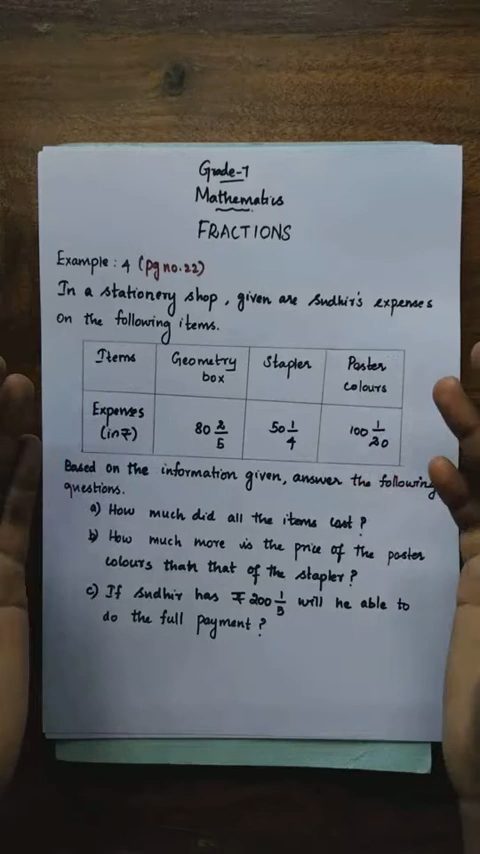 Grade-7
Mathematics
FRACTIONS
Example : 4 (pg no.22)
In a stationery shop, given are Sudhir's expenses
on the following items.
Items Geometry box Stapler Poster colours
Expenses (in ₹) 80 2/5 50 1/4 100 1/20
Based on the information given, answer the following
questions.
a) How much did all the items cost ?
b) How much more is the price of the poster
colours than that of the stapler ?
c) If Sudhir has ₹ 200 1/5 will he able to
do the full payment ?